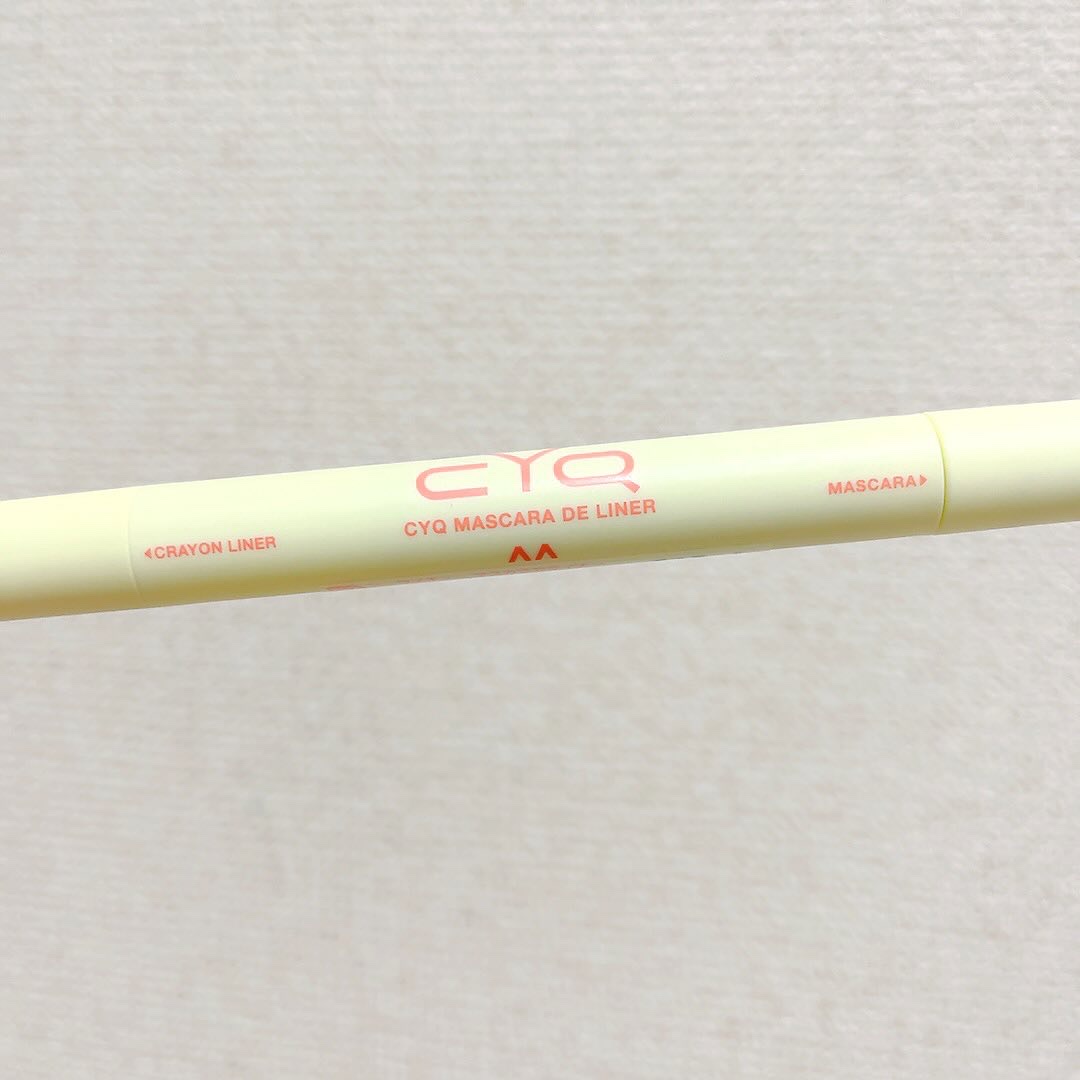 CYQ
CYQ MASCARA DE LINER
◀CRAYON LINER
MASCARA▶